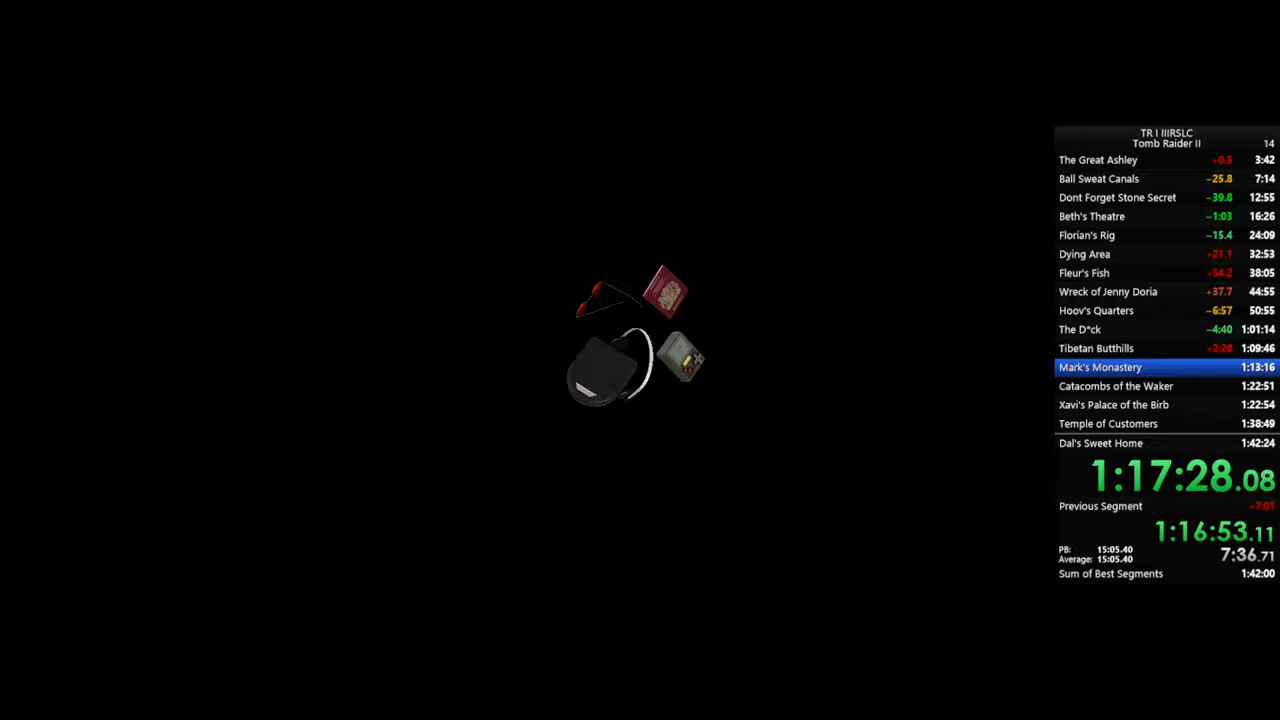 TR I IIIRSLC
Tomb Raider II 14
The Great Ashley +0.5 3:42
Ball Sweat Canals −25.8 7:14
Dont Forget Stone Secret −39.8 12:55
Beth's Theatre −1:03 16:26
Florian's Rig −15.4 24:09
Dying Area +21.1 32:53
Fleur's Fish +54.2 38:05
Wreck of Jenny Doria +37.7 44:55
Hoov's Quarters −6:57 50:55
The D*ck −4:40 1:01:14
Tibetan Butthills +2:20 1:09:46
Mark's Monastery 1:13:16
Catacombs of the Waker 1:22:51
Xavi's Palace of the Birb 1:22:54
Temple of Customers 1:38:49
Dal's Sweet Home 1:42:24
1:17:28.08
Previous Segment +7:01
1:16:53.11
PB: 15:05.40
Average: 15:05.40
7:36.71
Sum of Best Segments 1:42:00